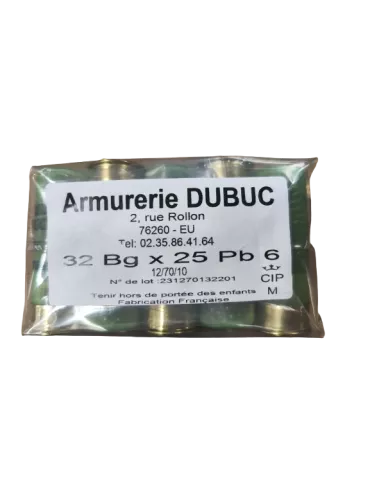 Armurerie DUBUC
2, rue Rollon
76260 - EU
Tel: 02.35.86.41.64
32 Bg x 25 Pb 6
12/70/10
CIP
N° de lot :231270132201
M
Tenir hors de portée des enfants
Fabrication Française